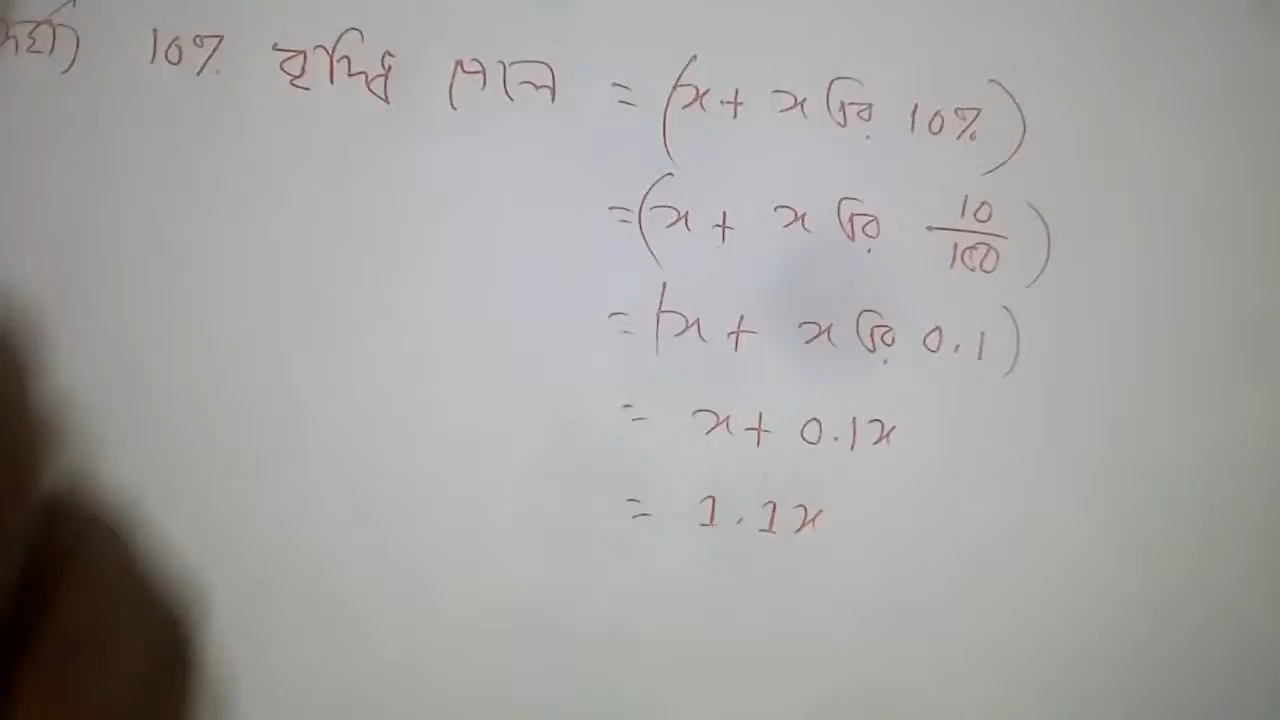 দৈর্ঘ্য 10% বৃদ্ধি পেলে = (x + x এর 10%)
= (x + x এর 10/100)
= (x + x এর 0.1)
= x + 0.1x
= 1.1x